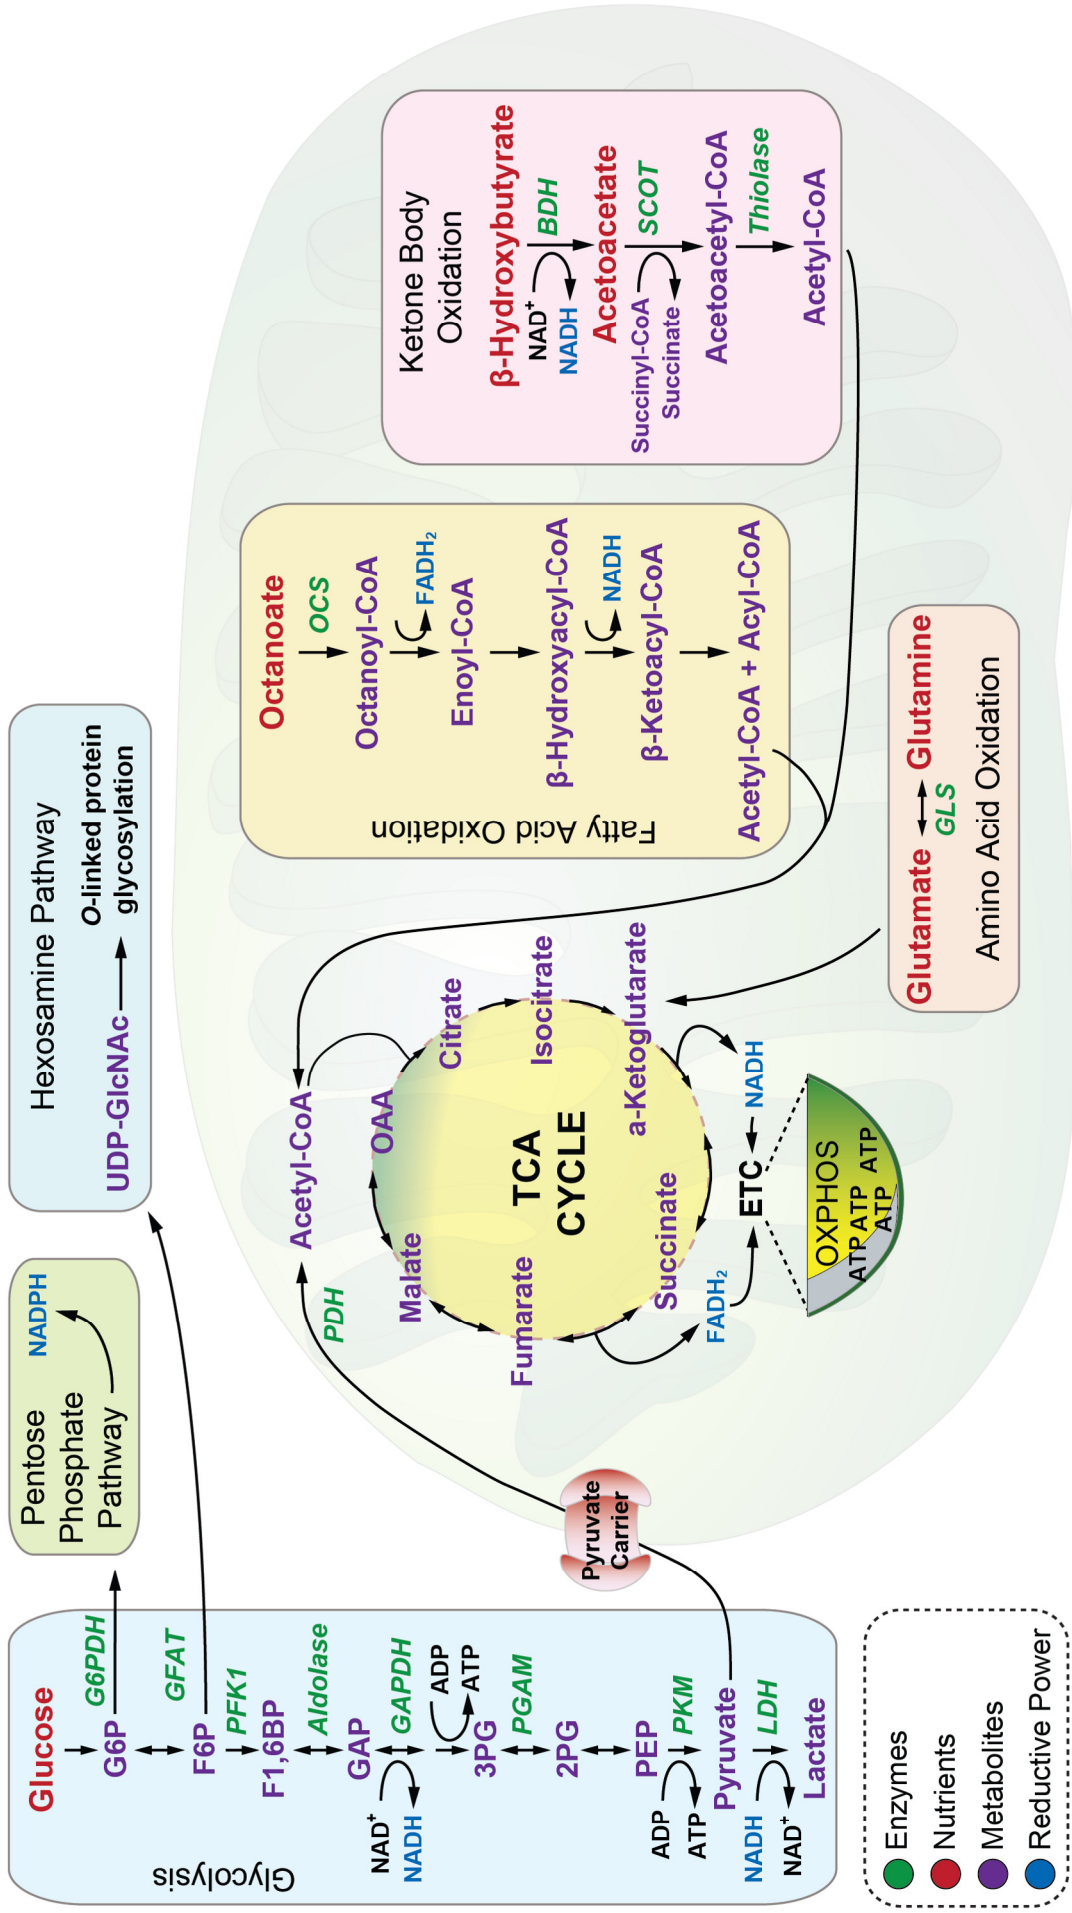 Glycolysis
Glucose
G6P
G6PDH
F6P
GFAT
PFK1
F1,6BP
Aldolase
GAP
GAPDH
NAD+
NADH
ADP
ATP
3PG
PGAM
2PG
PEP
PKM
ADP
ATP
Pyruvate
LDH
NADH
NAD+
Lactate
Pentose
Phosphate
Pathway
NADPH
Hexosamine Pathway
UDP-GlcNAc
O-linked protein
glycosylation
Pyruvate
Carrier
PDH
Acetyl-CoA
OAA
Citrate
Isocitrate
a-Ketoglutarate
Succinate
Fumarate
Malate
TCA
CYCLE
NADH
FADH₂
ETC
OXPHOS
ATP
ATP
ATP
ATP
Fatty Acid Oxidation
Octanoate
OCS
Octanoyl-CoA
FADH₂
Enoyl-CoA
β-Hydroxyacyl-CoA
NADH
β-Ketoacyl-CoA
Acetyl-CoA + Acyl-CoA
Ketone Body
Oxidation
β-Hydroxybutyrate
BDH
NAD+
NADH
Acetoacetate
SCOT
Succinyl-CoA
Succinate
Acetoacetyl-CoA
Thiolase
Acetyl-CoA
Glutamate Glutamine
GLS
Amino Acid Oxidation
Enzymes
Nutrients
Metabolites
Reductive Power